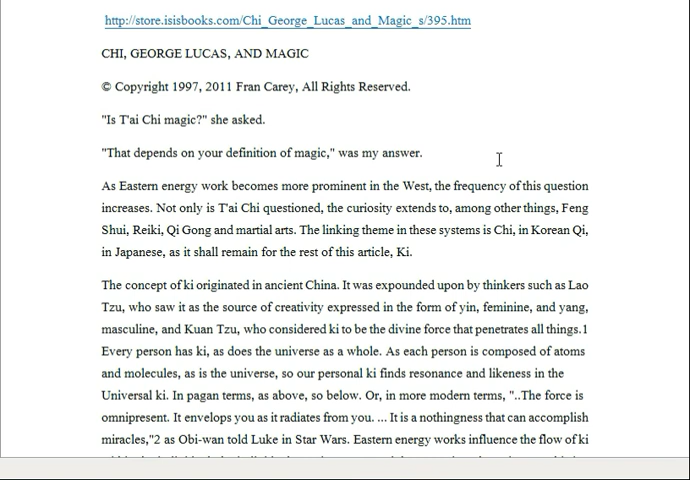 http://store.isisbooks.com/Chi_George_Lucas_and_Magic_s/395.htm
CHI, GEORGE LUCAS, AND MAGIC
© Copyright 1997, 2011 Fran Carey, All Rights Reserved.
"Is T'ai Chi magic?" she asked.
"That depends on your definition of magic," was my answer.
As Eastern energy work becomes more prominent in the West, the frequency of this question
increases. Not only is T'ai Chi questioned, the curiosity extends to, among other things, Feng
Shui, Reiki, Qi Gong and martial arts. The linking theme in these systems is Chi, in Korean Qi,
in Japanese, as it shall remain for the rest of this article, Ki.
The concept of ki originated in ancient China. It was expounded upon by thinkers such as Lao
Tzu, who saw it as the source of creativity expressed in the form of yin, feminine, and yang,
masculine, and Kuan Tzu, who considered ki to be the divine force that penetrates all things.1
Every person has ki, as does the universe as a whole. As each person is composed of atoms
and molecules, as is the universe, so our personal ki finds resonance and likeness in the
Universal ki. In pagan terms, as above, so below. Or, in more modern terms, "..The force is
omnipresent. It envelops you as it radiates from you. ... It is a nothingness that can accomplish
miracles,"2 as Obi-wan told Luke in Star Wars. Eastern energy works influence the flow of ki